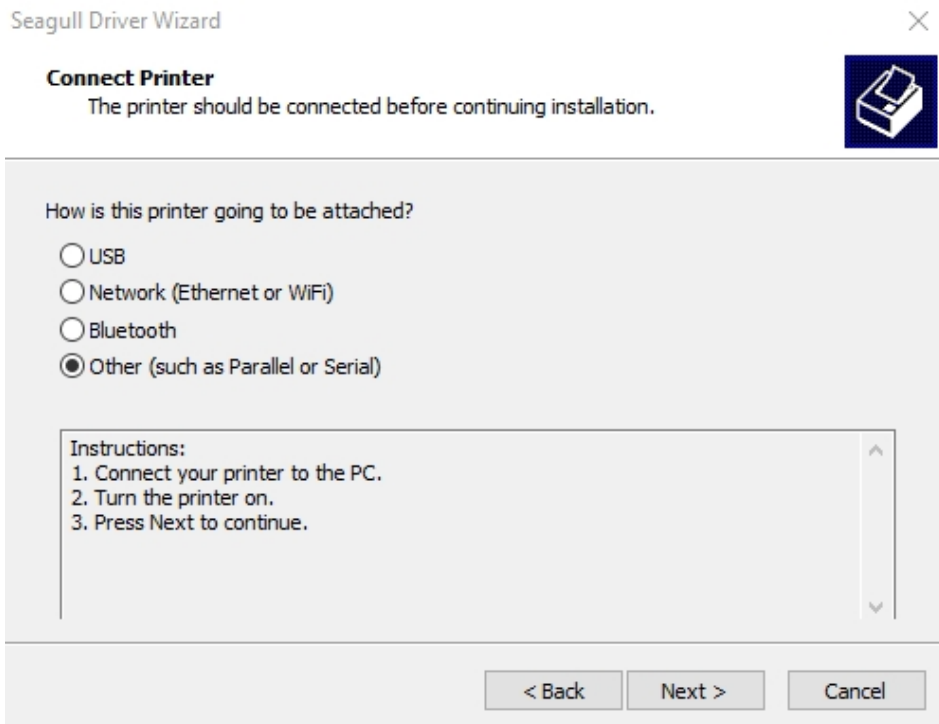 Seagull Driver Wizard
Connect Printer
The printer should be connected before continuing installation.
How is this printer going to be attached?
USB
Network (Ethernet or WiFi)
Bluetooth
Other (such as Parallel or Serial)
Instructions:
1. Connect your printer to the PC.
2. Turn the printer on.
3. Press Next to continue.
< Back Next > Cancel